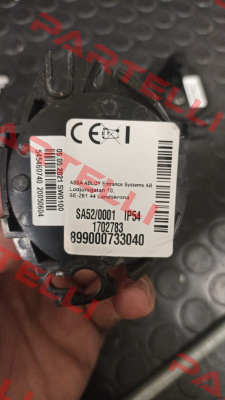 PARTELLI
CE
ASSA ABLOY Entrance Systems AB
Lodjursgatan 10,
SE-261 44 Landskrona
SA52/0001 IP54
1702783
899000733040
05.05.2021 SW0100
20050604